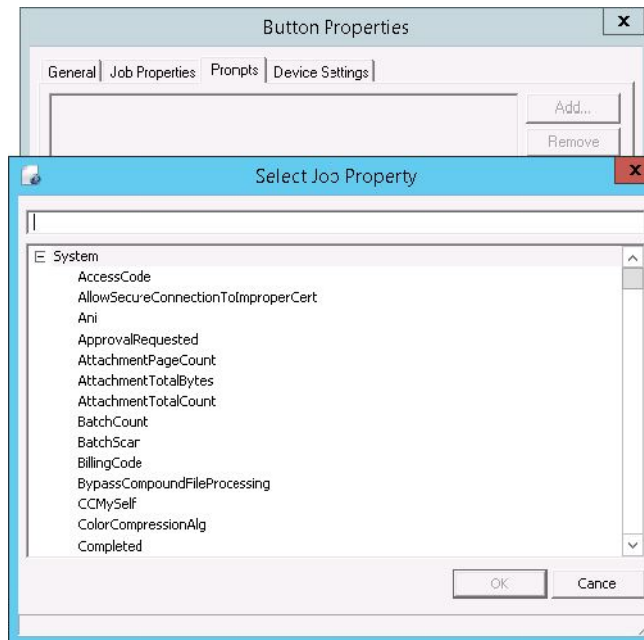 Button Properties
x
General Job Properties Prompts Device Settings
Add...
Remove
Select Job Property
x
System
AccessCode
AllowSecureConnectionToImproperCert
Ani
ApprovalRequested
AttachmentPageCount
AttachmentTotalBytes
AttachmentTotalCount
BatchCount
BatchScan
BillingCode
BypassCompoundFileProcessing
CCMySelf
ColorCompressionAlg
Completed
OK Cance